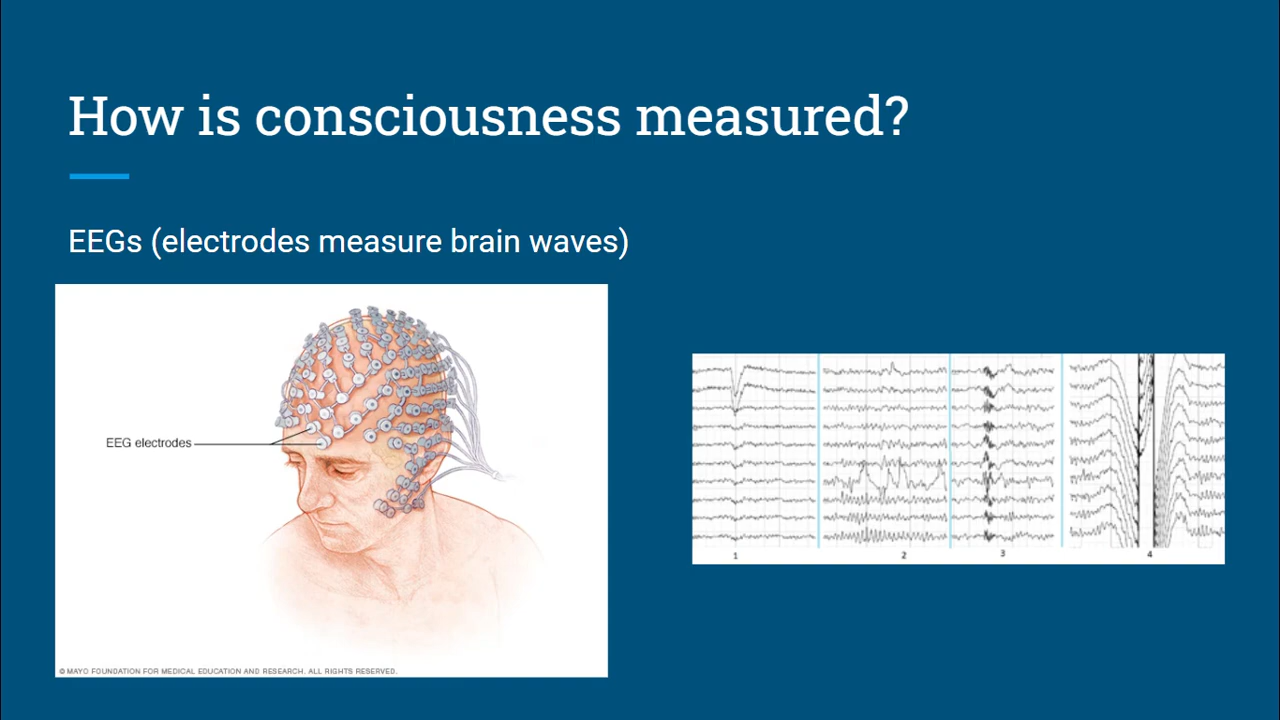 How is consciousness measured?
EEGs (electrodes measure brain waves)
EEG electrodes
1 2 3 4
© MAYO FOUNDATION FOR MEDICAL EDUCATION AND RESEARCH. ALL RIGHTS RESERVED.